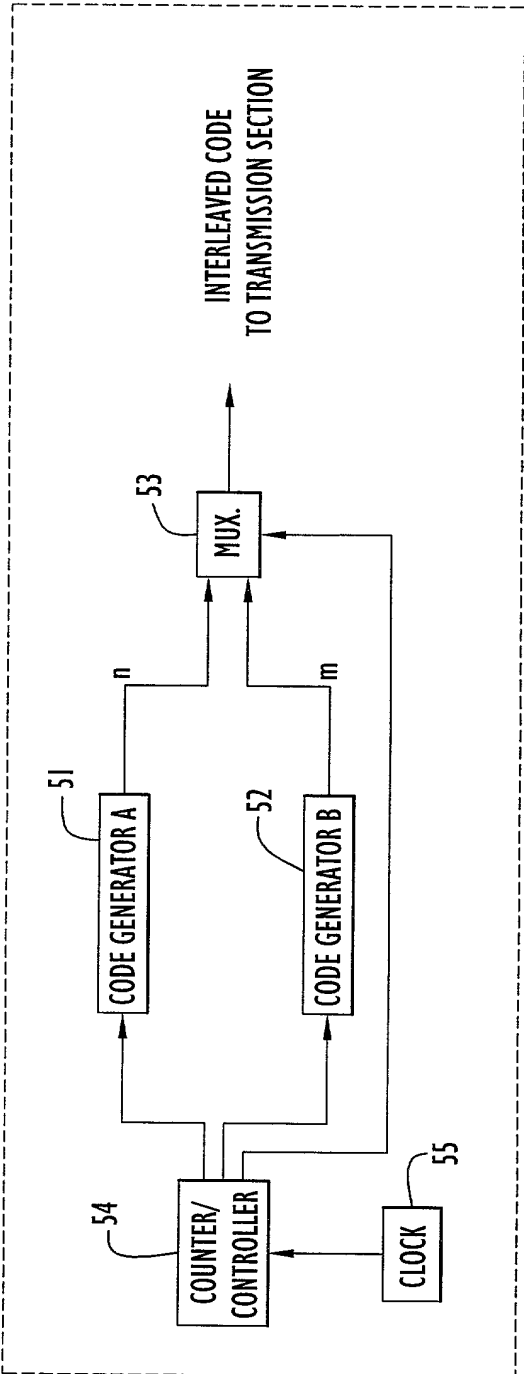 54
COUNTER/
CONTROLLER
CLOCK
55
51
CODE GENERATOR A
n
52
CODE GENERATOR B
m
53
MUX.
INTERLEAVED CODE
TO TRANSMISSION SECTION